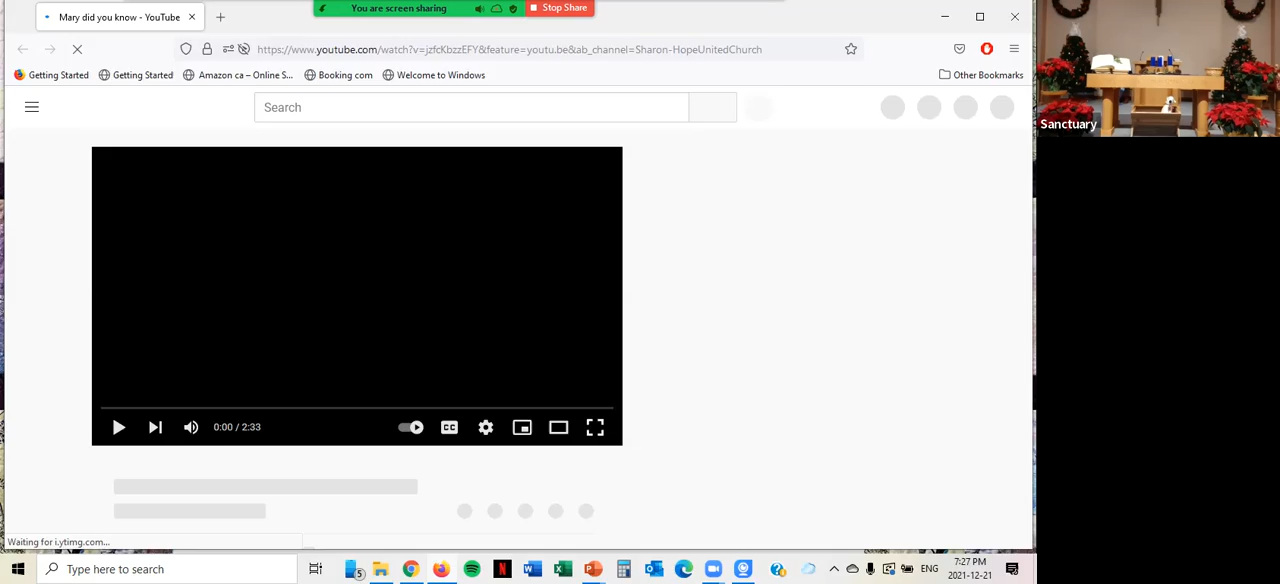 Mary did you know - YouTube
You are screen sharing
Stop Share
https://www.youtube.com/watch?v=jzfcKbzzEFY&feature=youtu.be&ab_channel=Sharon-HopeUnitedChurch
Getting Started
Getting Started
Amazon ca – Online S...
Booking com
Welcome to Windows
Other Bookmarks
Search
Sanctuary
0:00 / 2:33
CC
Waiting for i.ytimg.com...
Type here to search
5
ENG
7:27 PM
2021-12-21